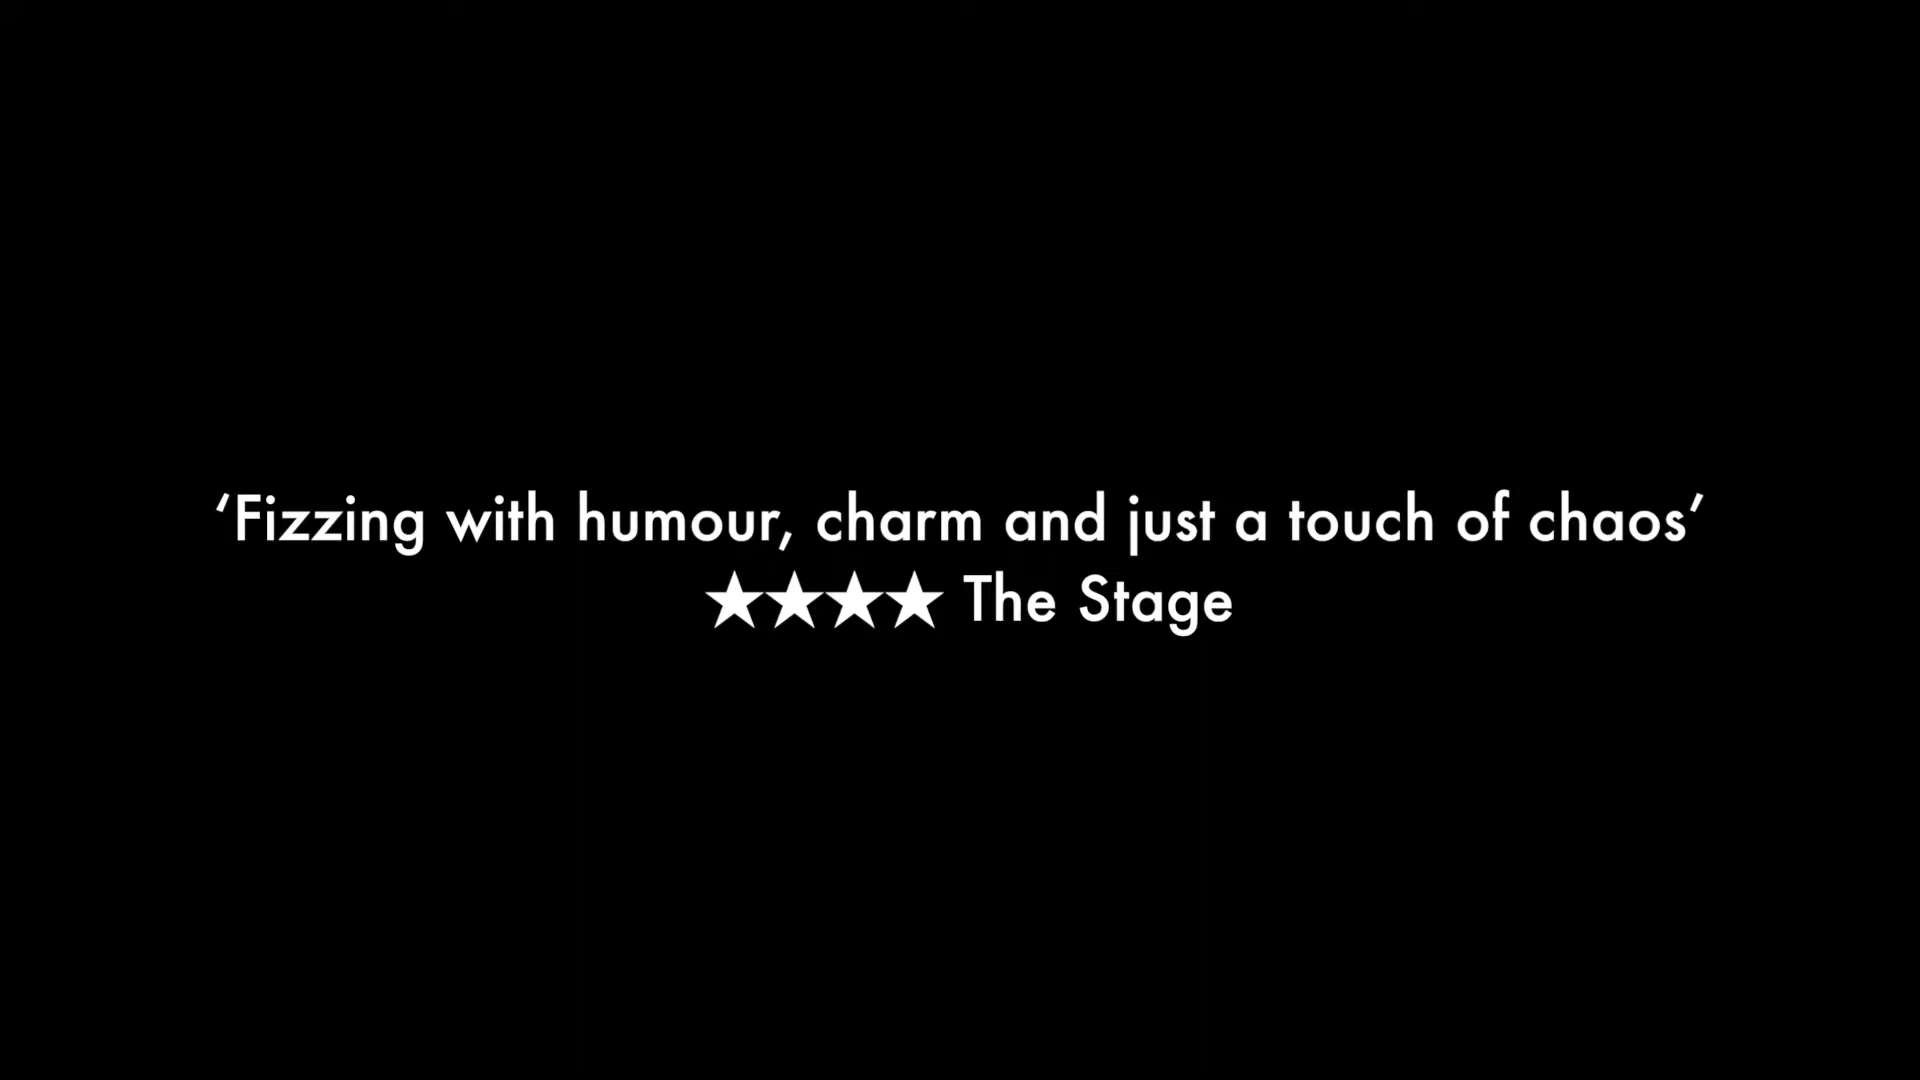 ‘Fizzing with humour, charm and just a touch of chaos’
★★★★ The Stage